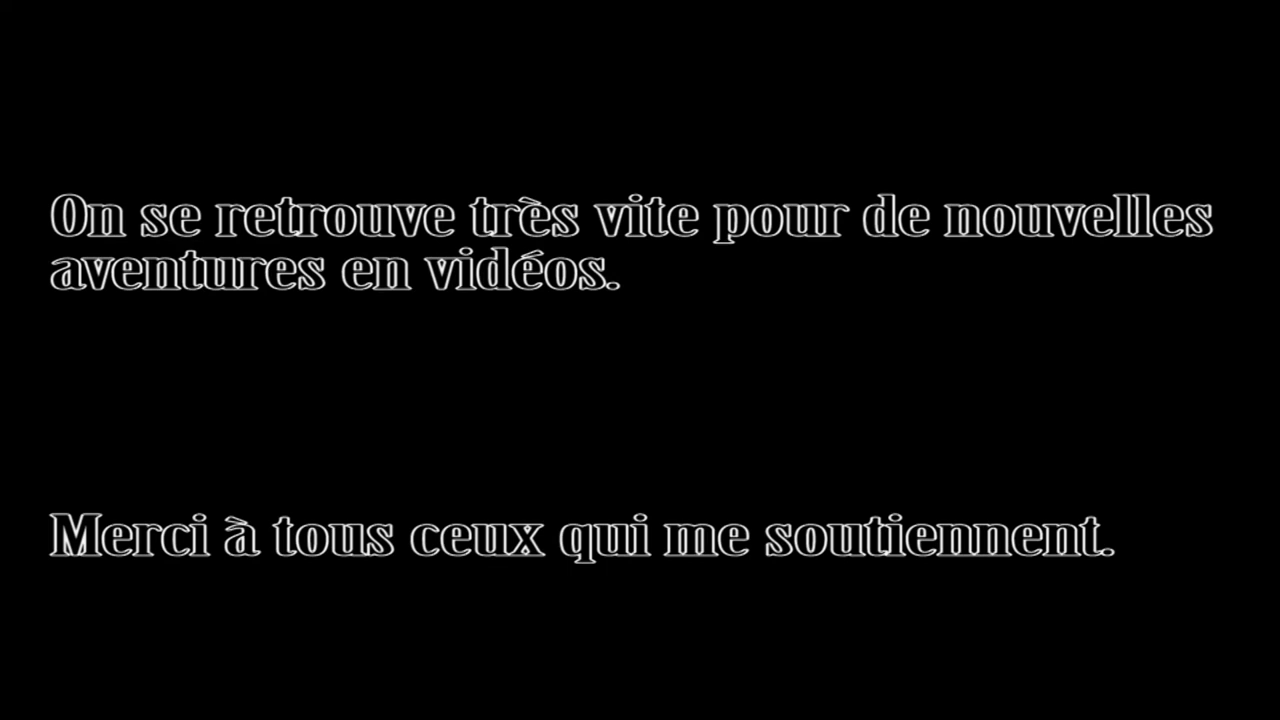 On se retrouve très vite pour de nouvelles
aventures en vidéos.
Merci à tous ceux qui me soutiennent.